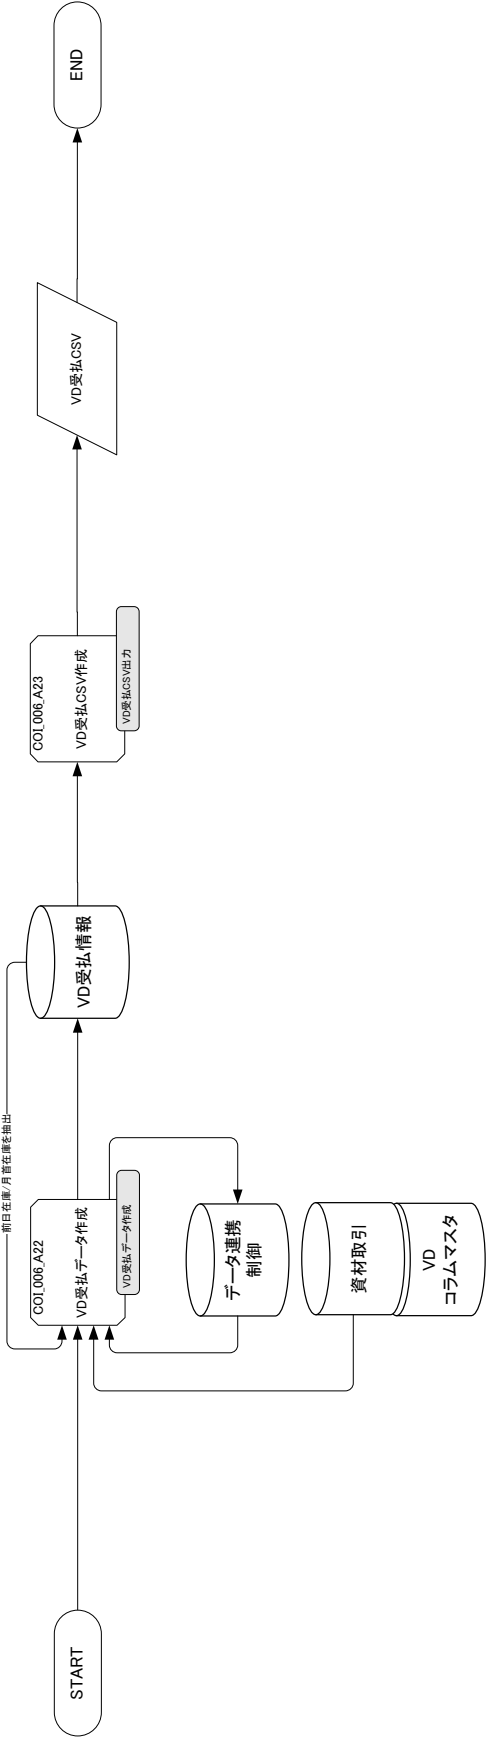 START
COI_006_A22
VD受払データ作成
VD受払データ作成
前日在庫/月首在庫を抽出
データ連携
制御
資材取引
VD
コラムマスタ
VD受払情報
COI_006_A23
VD受払CSV作成
VD受払CSV出力
VD受払CSV
END